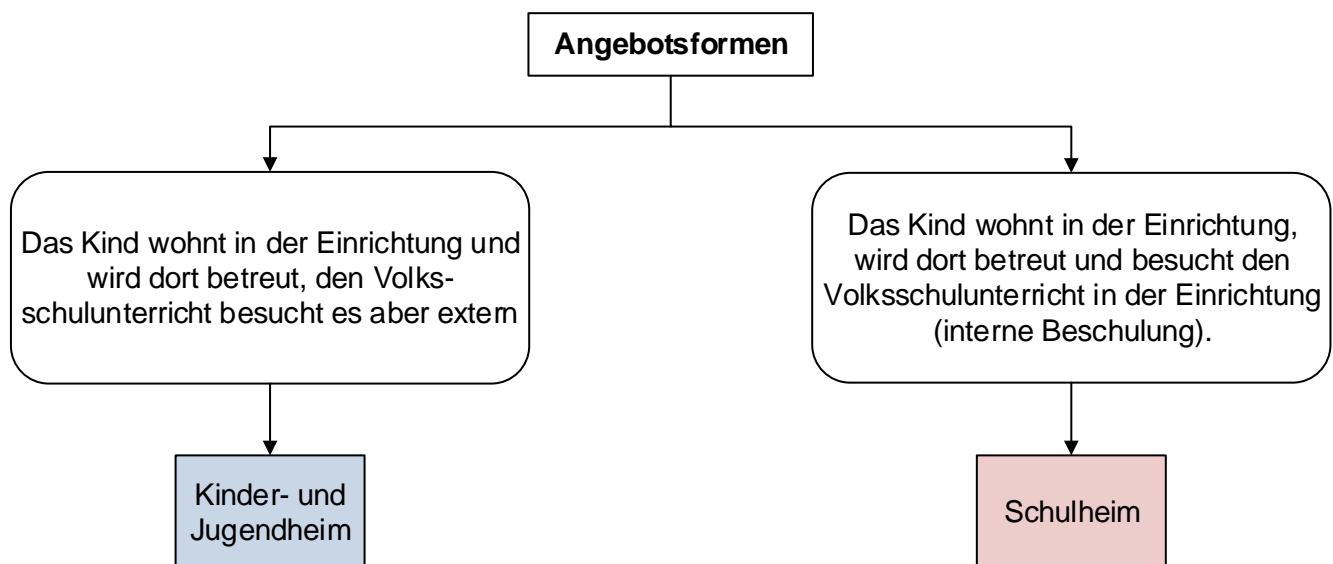 Angebotsformen
Das Kind wohnt in der Einrichtung und
wird dort betreut, den Volks-
schulunterricht besucht es aber extern
Das Kind wohnt in der Einrichtung,
wird dort betreut und besucht den
Volksschulunterricht in der Einrichtung
(interne Beschulung).
Kinder- und
Jugendheim
Schulheim